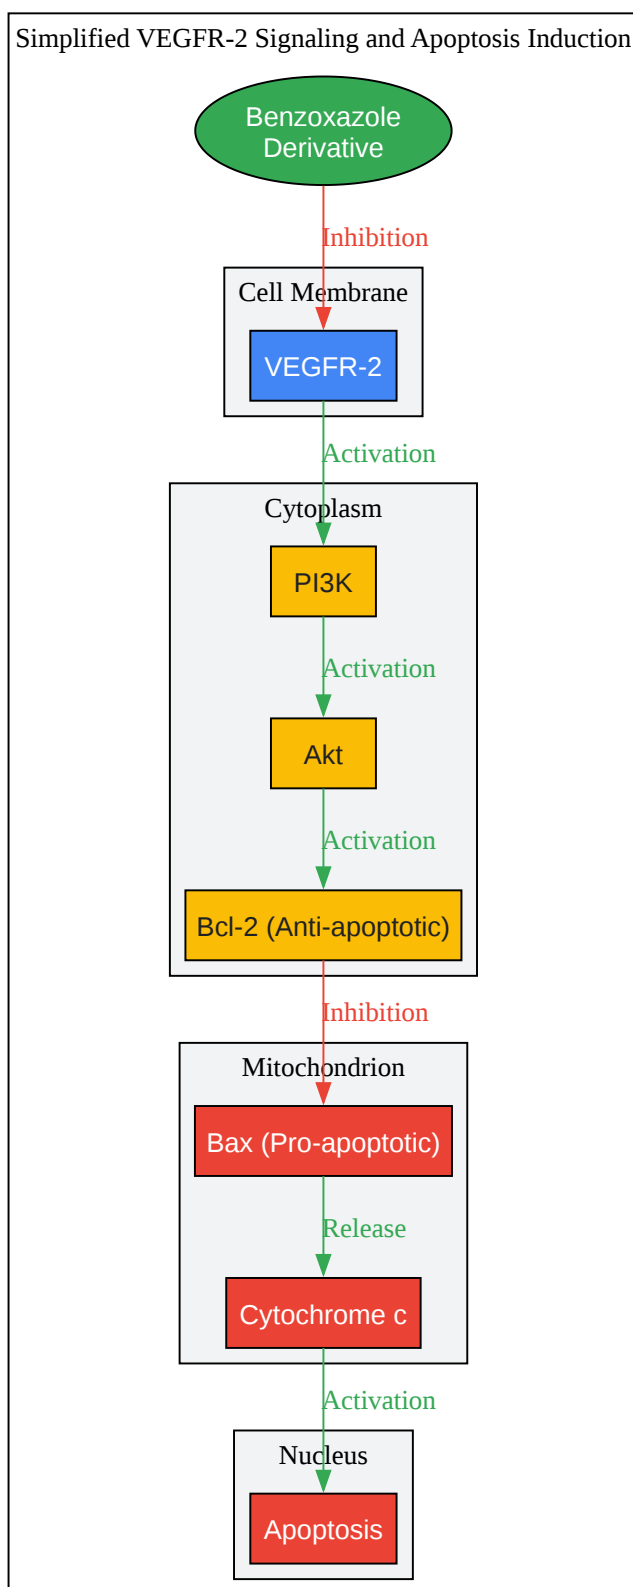 Simplified VEGFR-2 Signaling and Apoptosis Induction
Benzoxazole
Derivative
Inhibition
Cell Membrane
VEGFR-2
Activation
Cytoplasm
PI3K
Activation
Akt
Activation
Bcl-2 (Anti-apoptotic)
Inhibition
Mitochondrion
Bax (Pro-apoptotic)
Release
Cytochrome c
Activation
Nucleus
Apoptosis